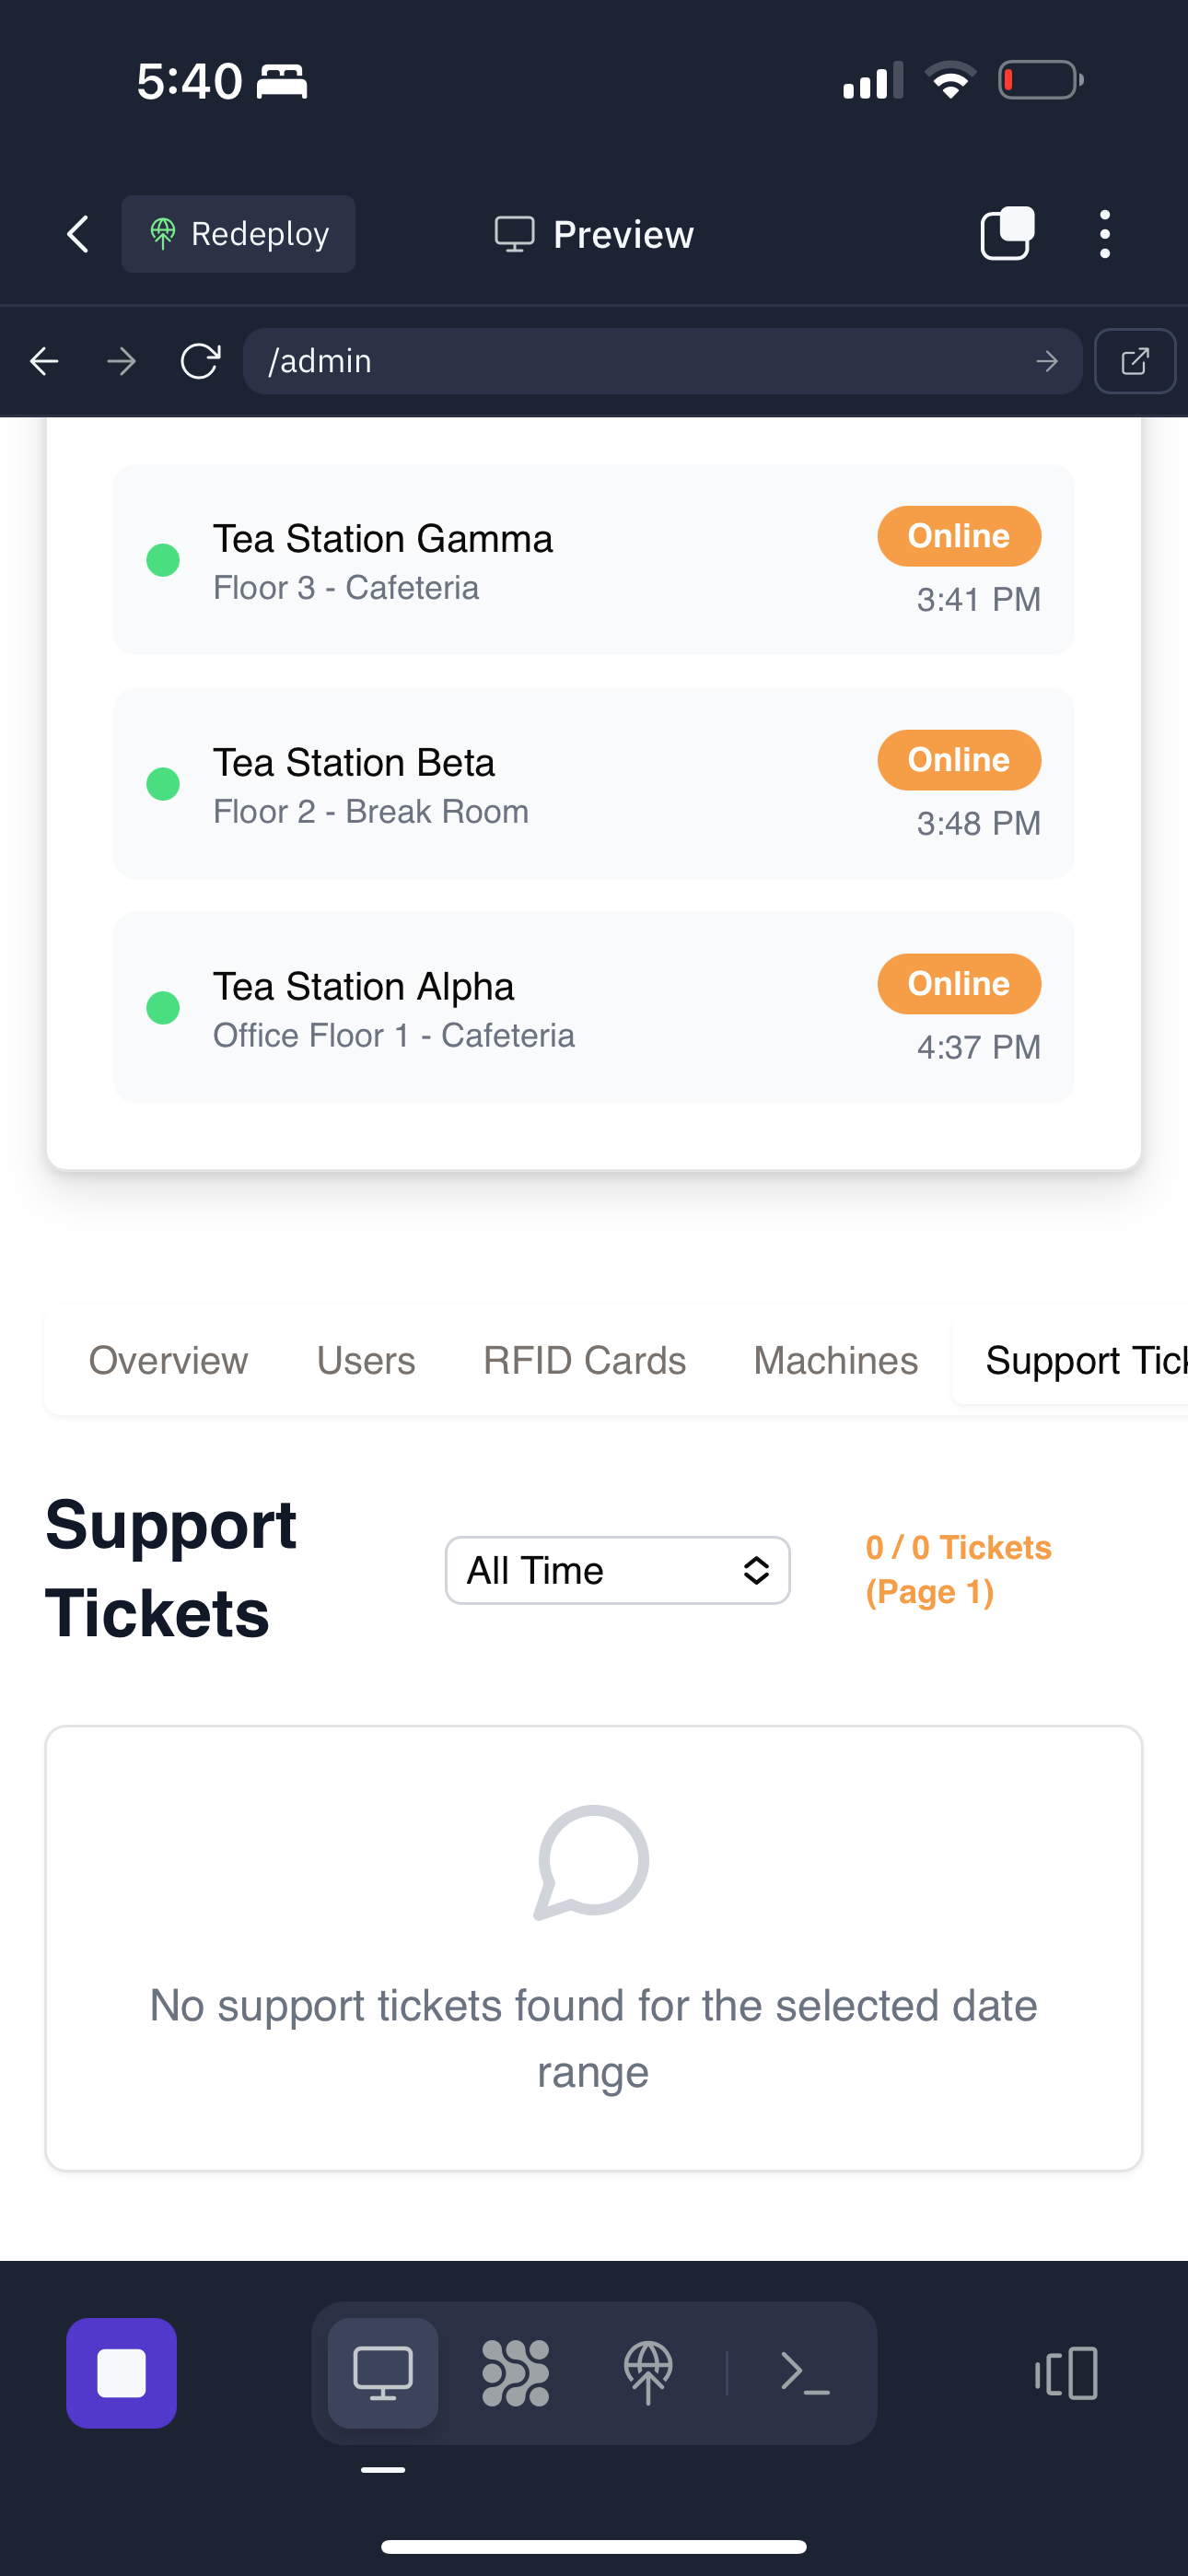 5:40
Redeploy
Preview
/admin
Tea Station Gamma
Online
Floor 3 - Cafeteria
3:41 PM
Tea Station Beta
Online
Floor 2 - Break Room
3:48 PM
Tea Station Alpha
Online
Office Floor 1 - Cafeteria
4:37 PM
Overview Users RFID Cards Machines Support Tick
Support
Tickets
All Time
0 / 0 Tickets
(Page 1)
No support tickets found for the selected date
range